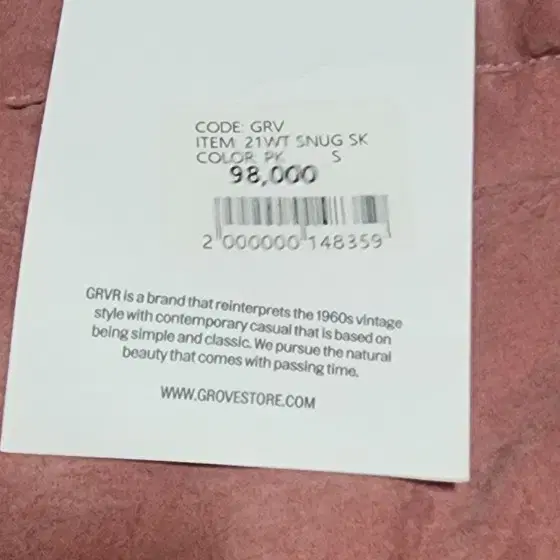 CODE: GRV
ITEM 21WT SNUG SK
COLOR PK S
98,000
2 000000 148359
GRVR is a brand that reinterprets the 1960s vintage
style with contemporary casual that is based on
being simple and classic. We pursue the natural
beauty that comes with passing time.
WWW.GROVESTORE.COM